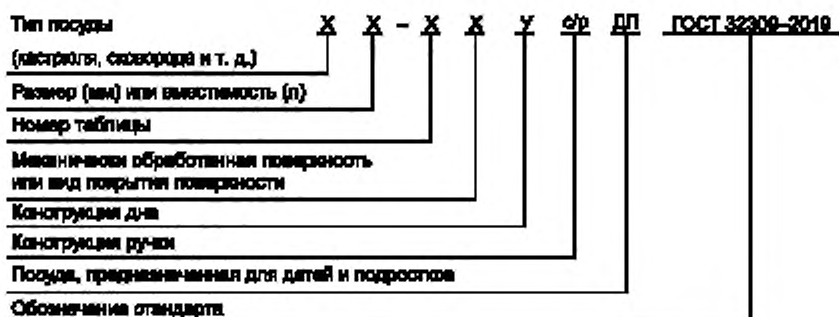 Тип посуды X X – X X У с/р ДП ГОСТ 32309–2019
(кастрюля, сковорода и т. д.)
Размер (мм) или вместимость (л)
Номер таблицы
Механически обработанная поверхность
или вид покрытия поверхности
Конструкция дна
Конструкция ручки
Посуда, предназначенная для детей и подростков
Обозначение стандарта